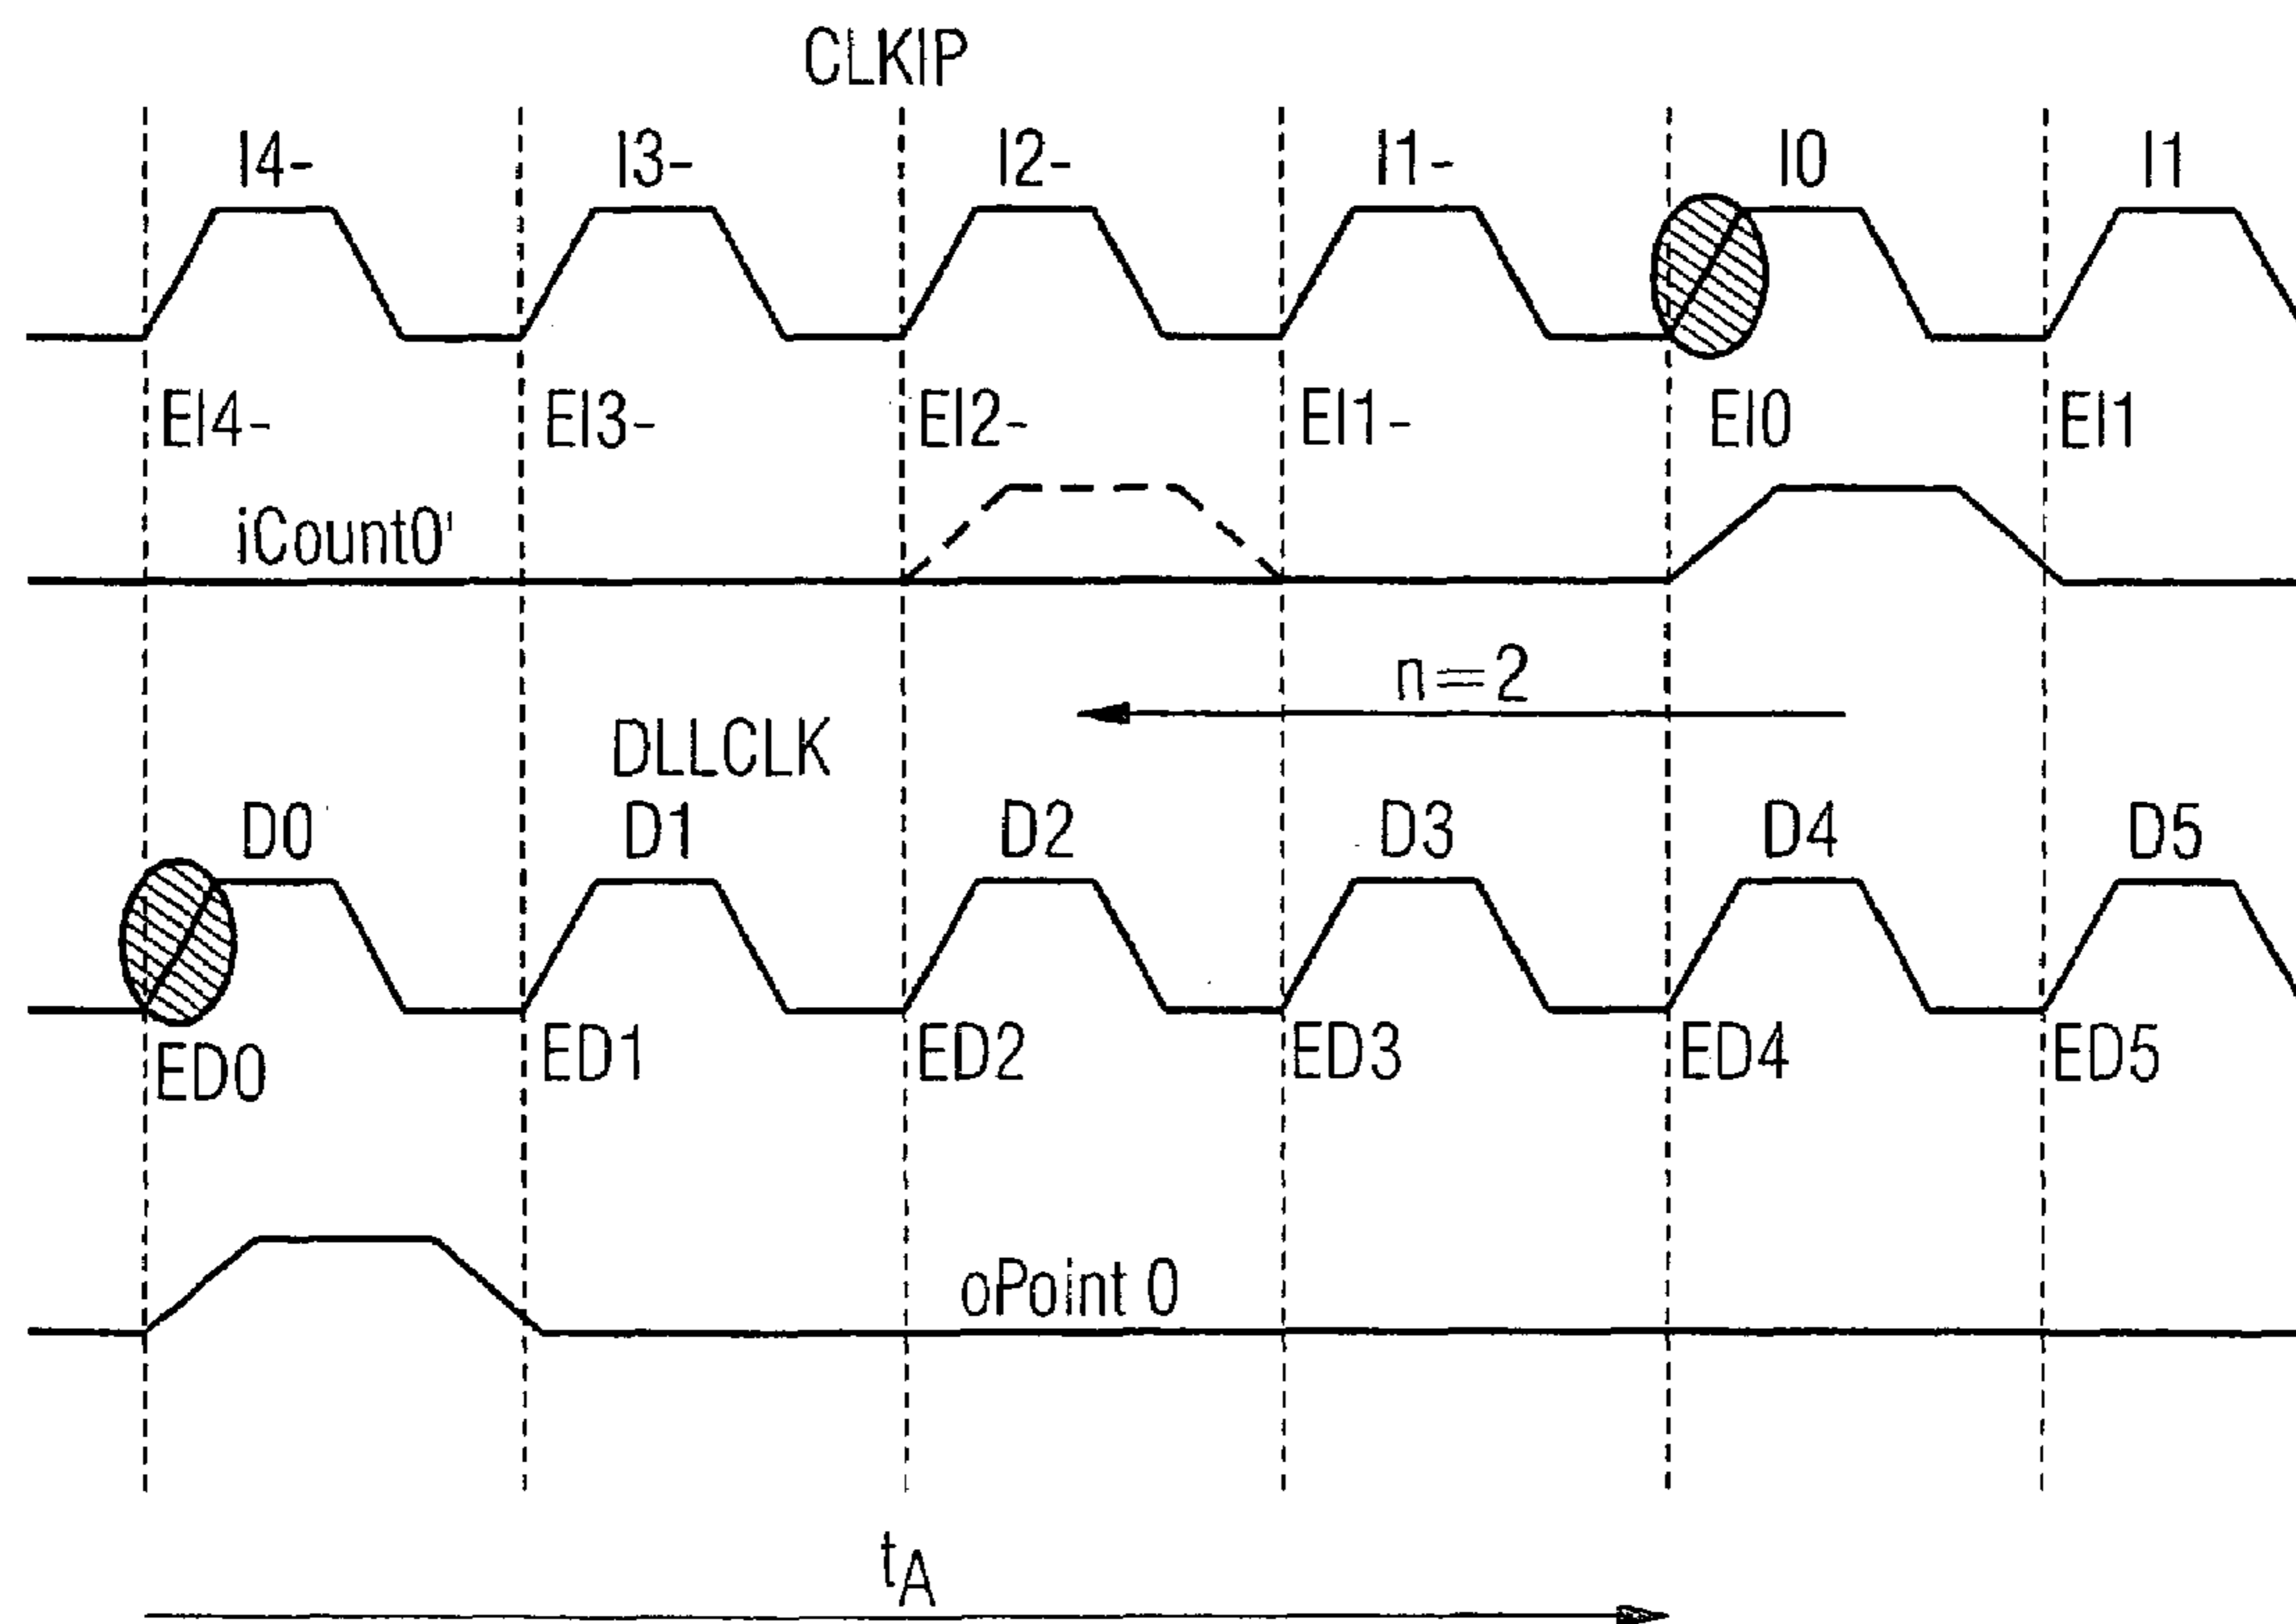 CLKIP
I4- I3- I2- I1- I0 I1
EI4- EI3- EI2- EI1- EI0 EI1
iCount0'
n=2
DLLCLK
D0 D1 D2 D3 D4 D5
ED0 ED1 ED2 ED3 ED4 ED5
oPoint 0
tA